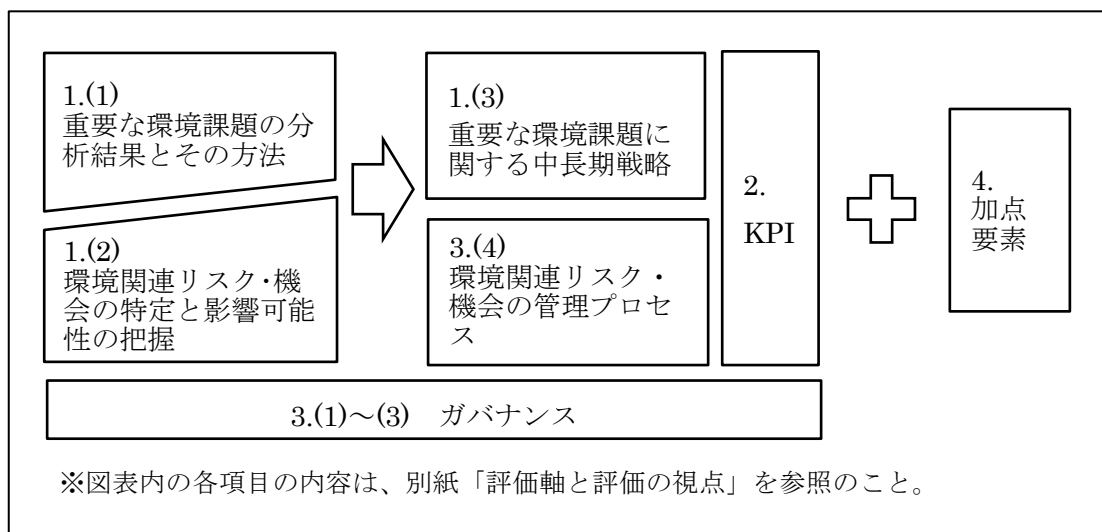 1.(1)
重要な環境課題の分
析結果とその方法
1.(2)
環境関連リスク･機
会の特定と影響可能
性の把握
1.(3)
重要な環境課題に
関する中長期戦略
3.(4)
環境関連リスク・
機会の管理プロセ
ス
2.
KPI
4.
加点
要素
3.(1)～(3)　ガバナンス
※図表内の各項目の内容は、別紙「評価軸と評価の視点」を参照のこと。